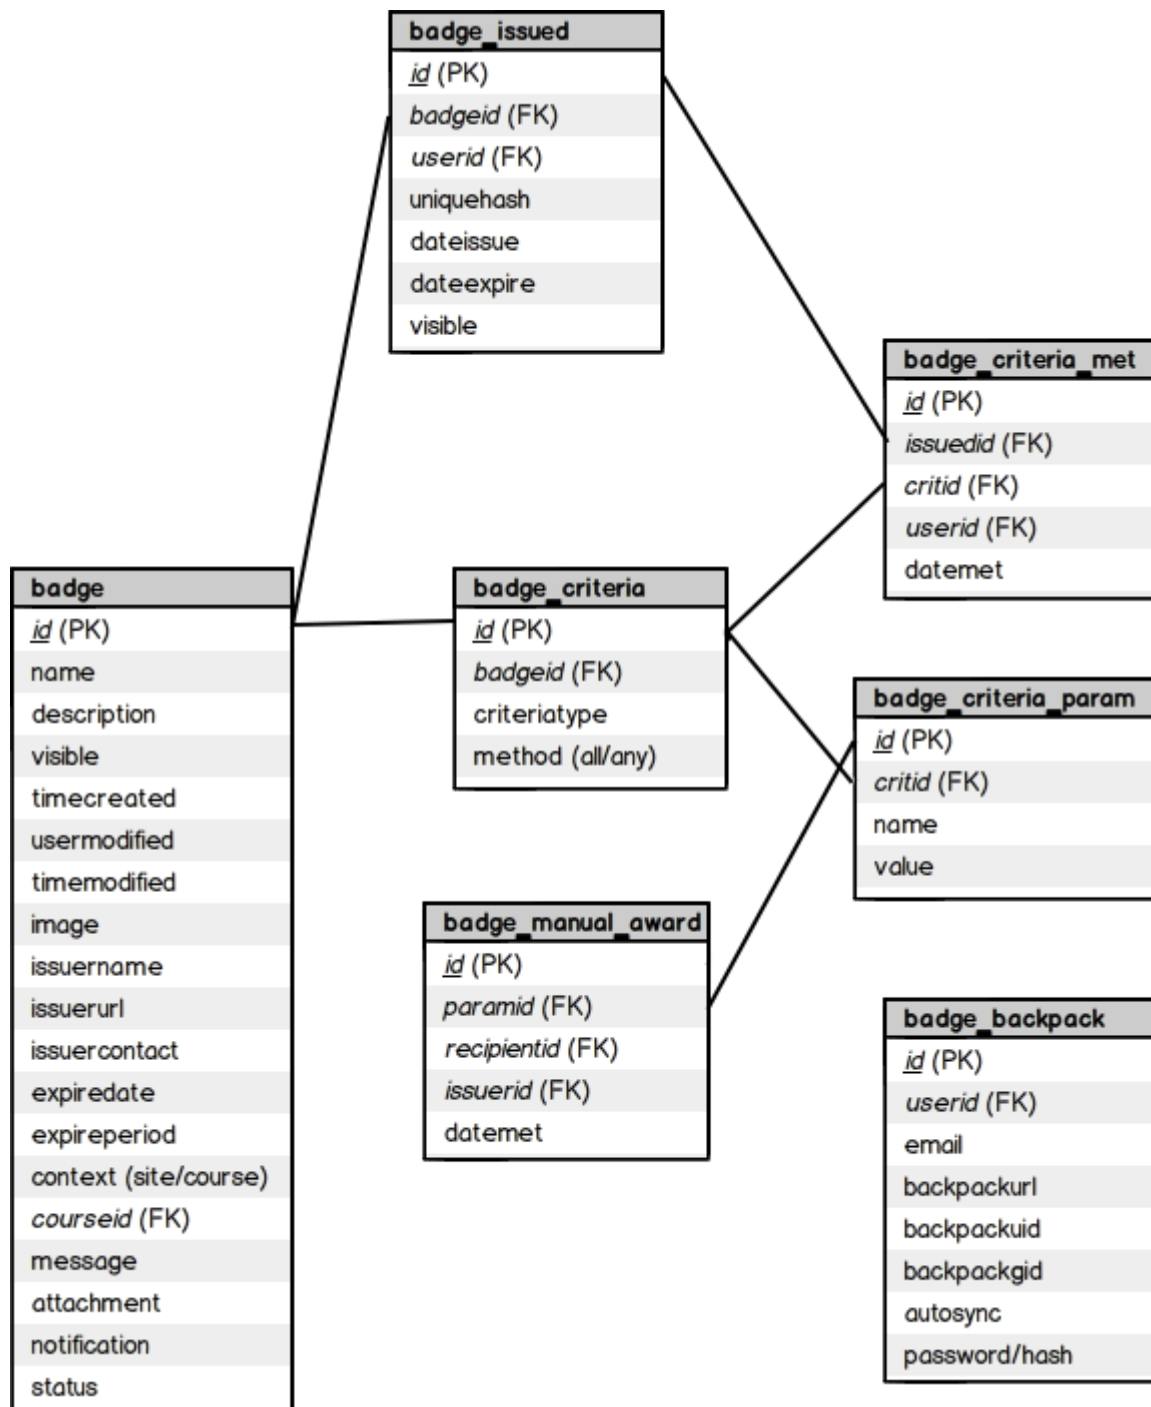 badge_issued
id (PK)
badgeid (FK)
userid (FK)
uniquehash
dateissue
dateexpire
visible
badge_criteria_met
id (PK)
issuedid (FK)
critid (FK)
userid (FK)
datemet
badge
id (PK)
name
description
visible
timecreated
usermodified
timemodified
image
issuername
issuerurl
issuercontact
expiredate
expireperiod
context (site/course)
courseid (FK)
message
attachment
notification
status
badge_criteria
id (PK)
badgeid (FK)
criteriatype
method (all/any)
badge_criteria_param
id (PK)
critid (FK)
name
value
badge_manual_award
id (PK)
paramid (FK)
recipientid (FK)
issuerid (FK)
datemet
badge_backpack
id (PK)
userid (FK)
email
backpackurl
backpackuid
backpackgid
autosync
password/hash